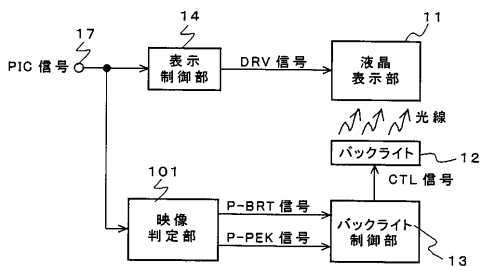 17
PIC 信号
14
表示
制御部
DRV 信号
11
液晶
表示部
光線
バックライト
12
CTL 信号
101
映像
判定部
P-BRT 信号
P-PEK 信号
バックライト
制御部
13